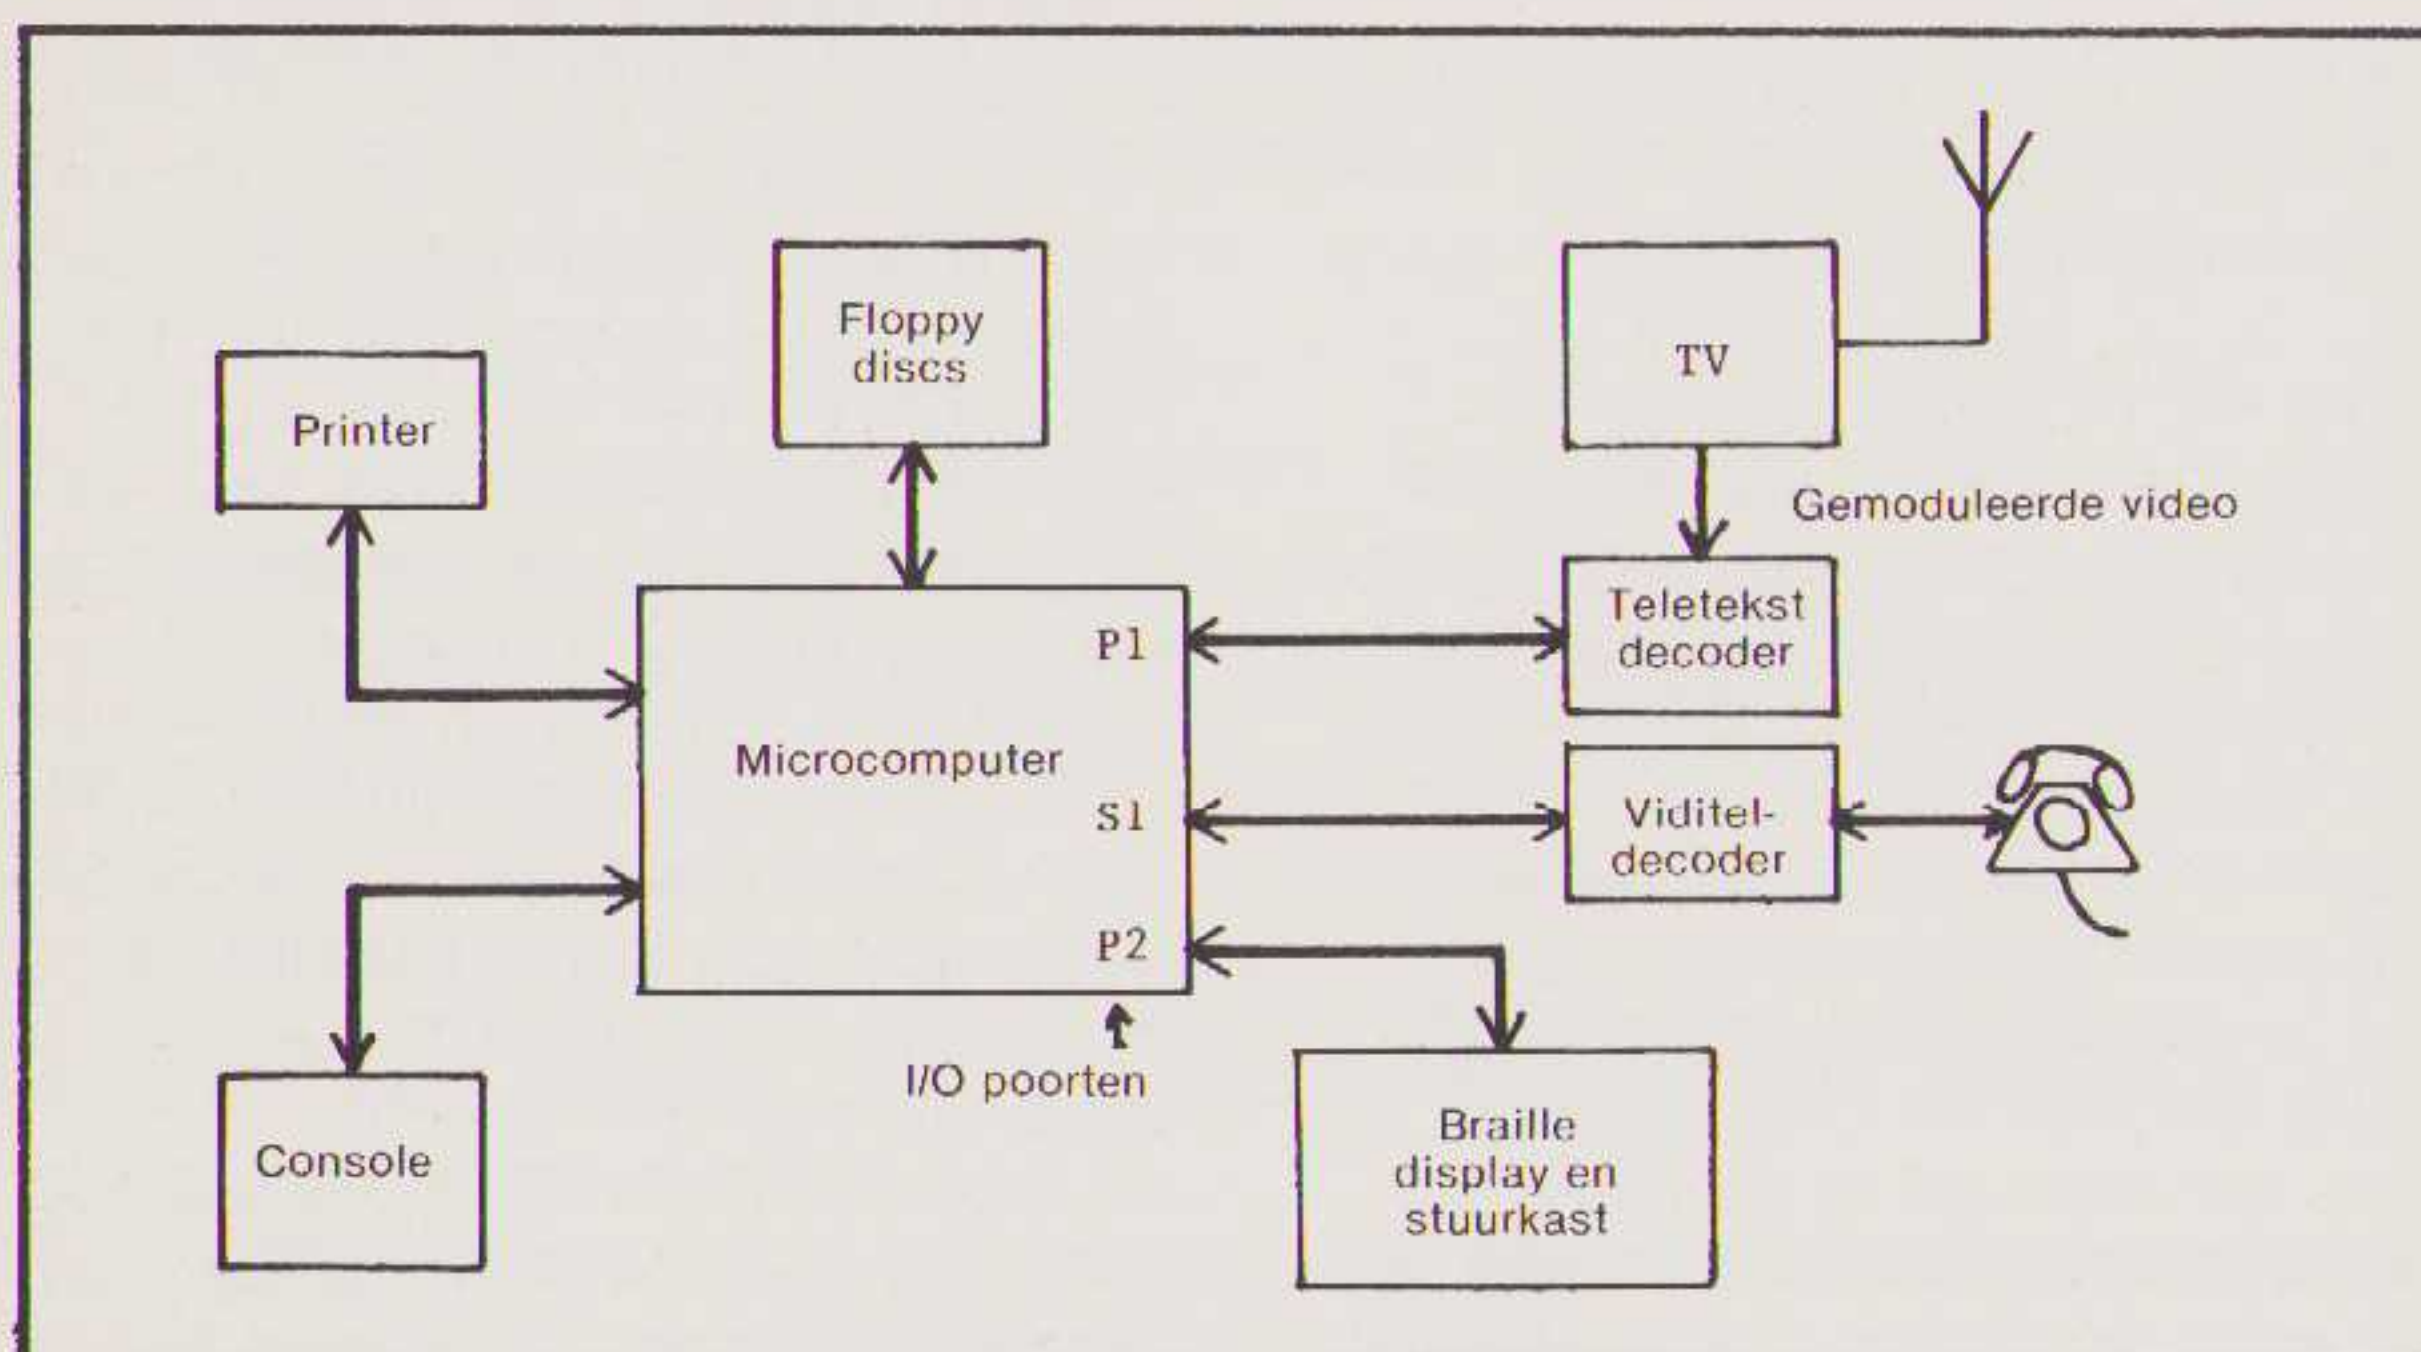 Floppy
discs
TV
Printer
Gemoduleerde video
Teletekst
decoder
P1
Microcomputer
S1
Viditel-
decoder
P2
I/O poorten
Console
Braille
display en
stuurkast